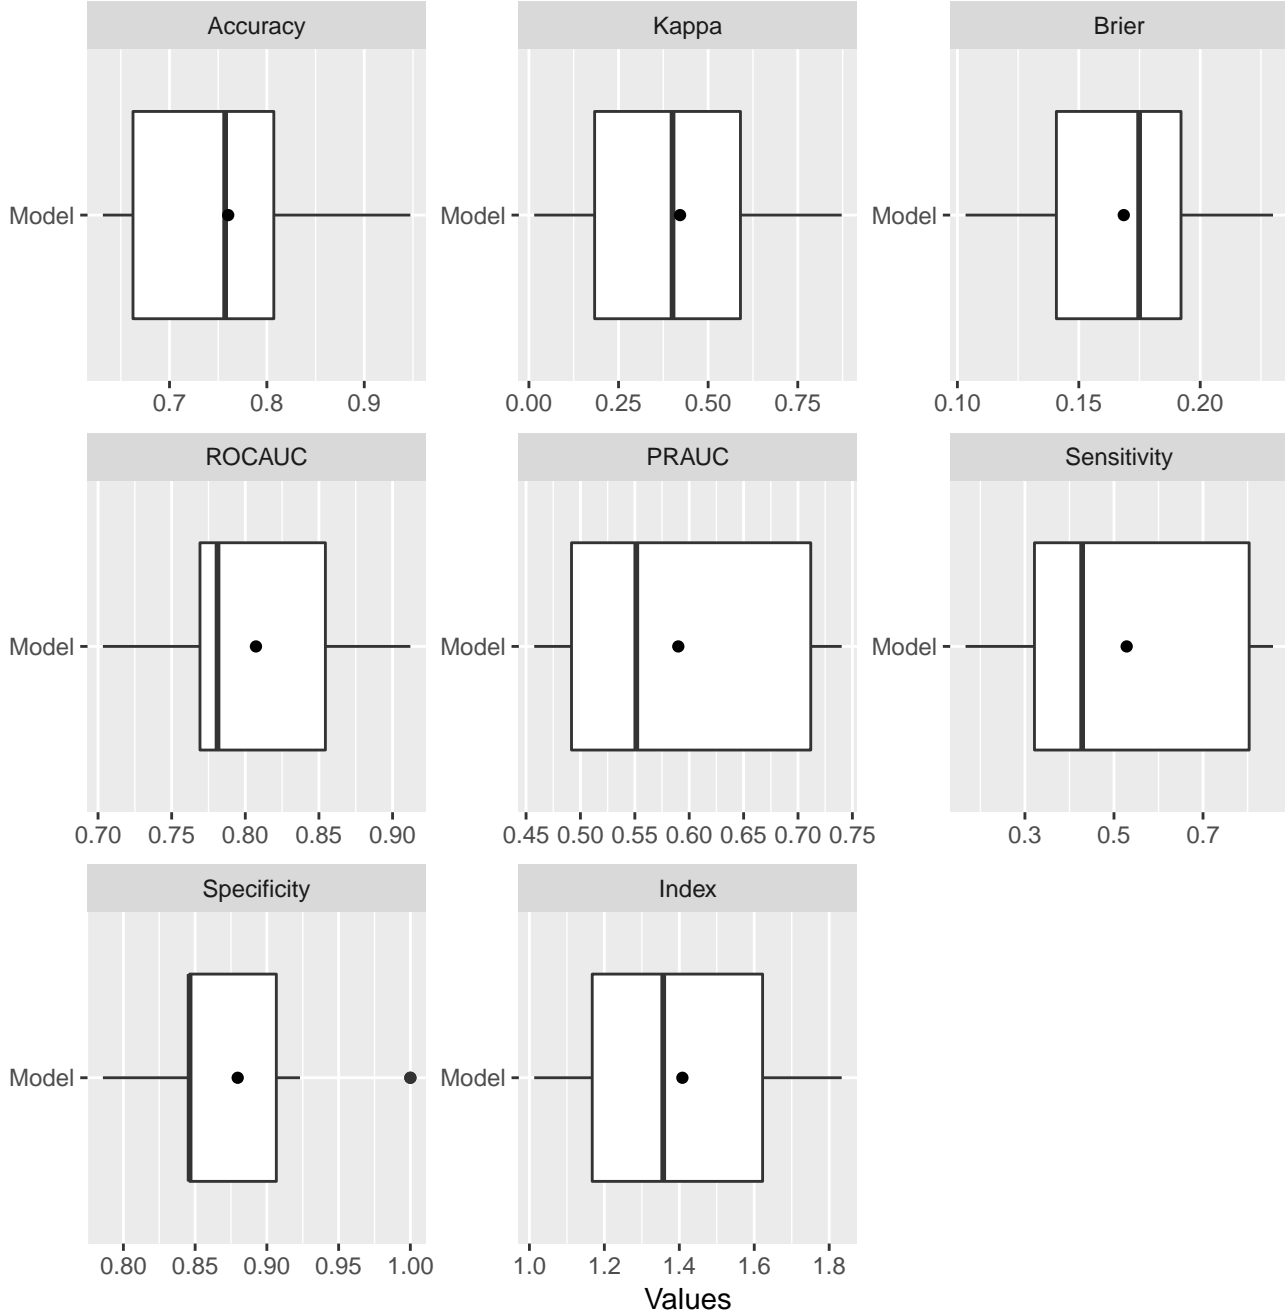 Accuracy Kappa Brier
Model Model Model
0.7 0.8 0.9 0.00 0.25 0.50 0.75 0.10 0.15 0.20
ROCAUC PRAUC Sensitivity
Model Model Model
0.70 0.75 0.80 0.85 0.90 0.45 0.50 0.55 0.60 0.65 0.70 0.75 0.3 0.5 0.7
Specificity Index
Model Model
0.80 0.85 0.90 0.95 1.00 1.0 1.2 1.4 1.6 1.8
Values